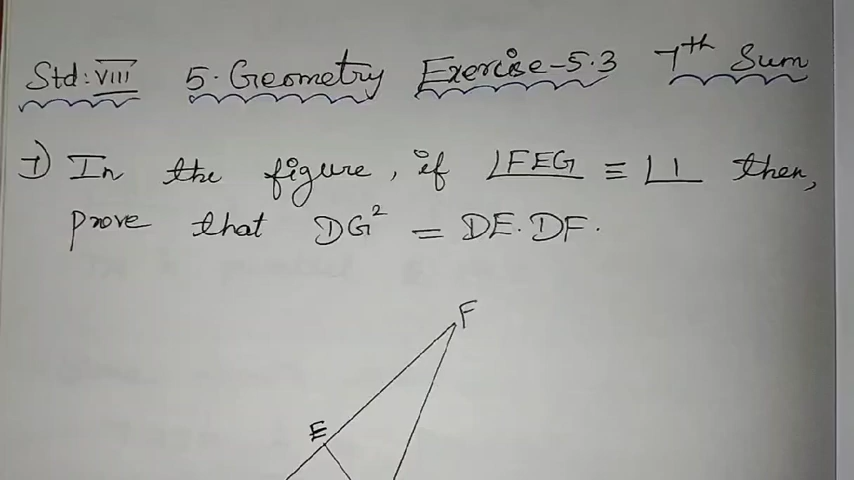 Std: VIII 5. Geometry Exercise-5.3 7th Sum
7) In the figure, if ∠FEG ≡ ∠1 then,
prove that DG² = DE. DF.
F
E